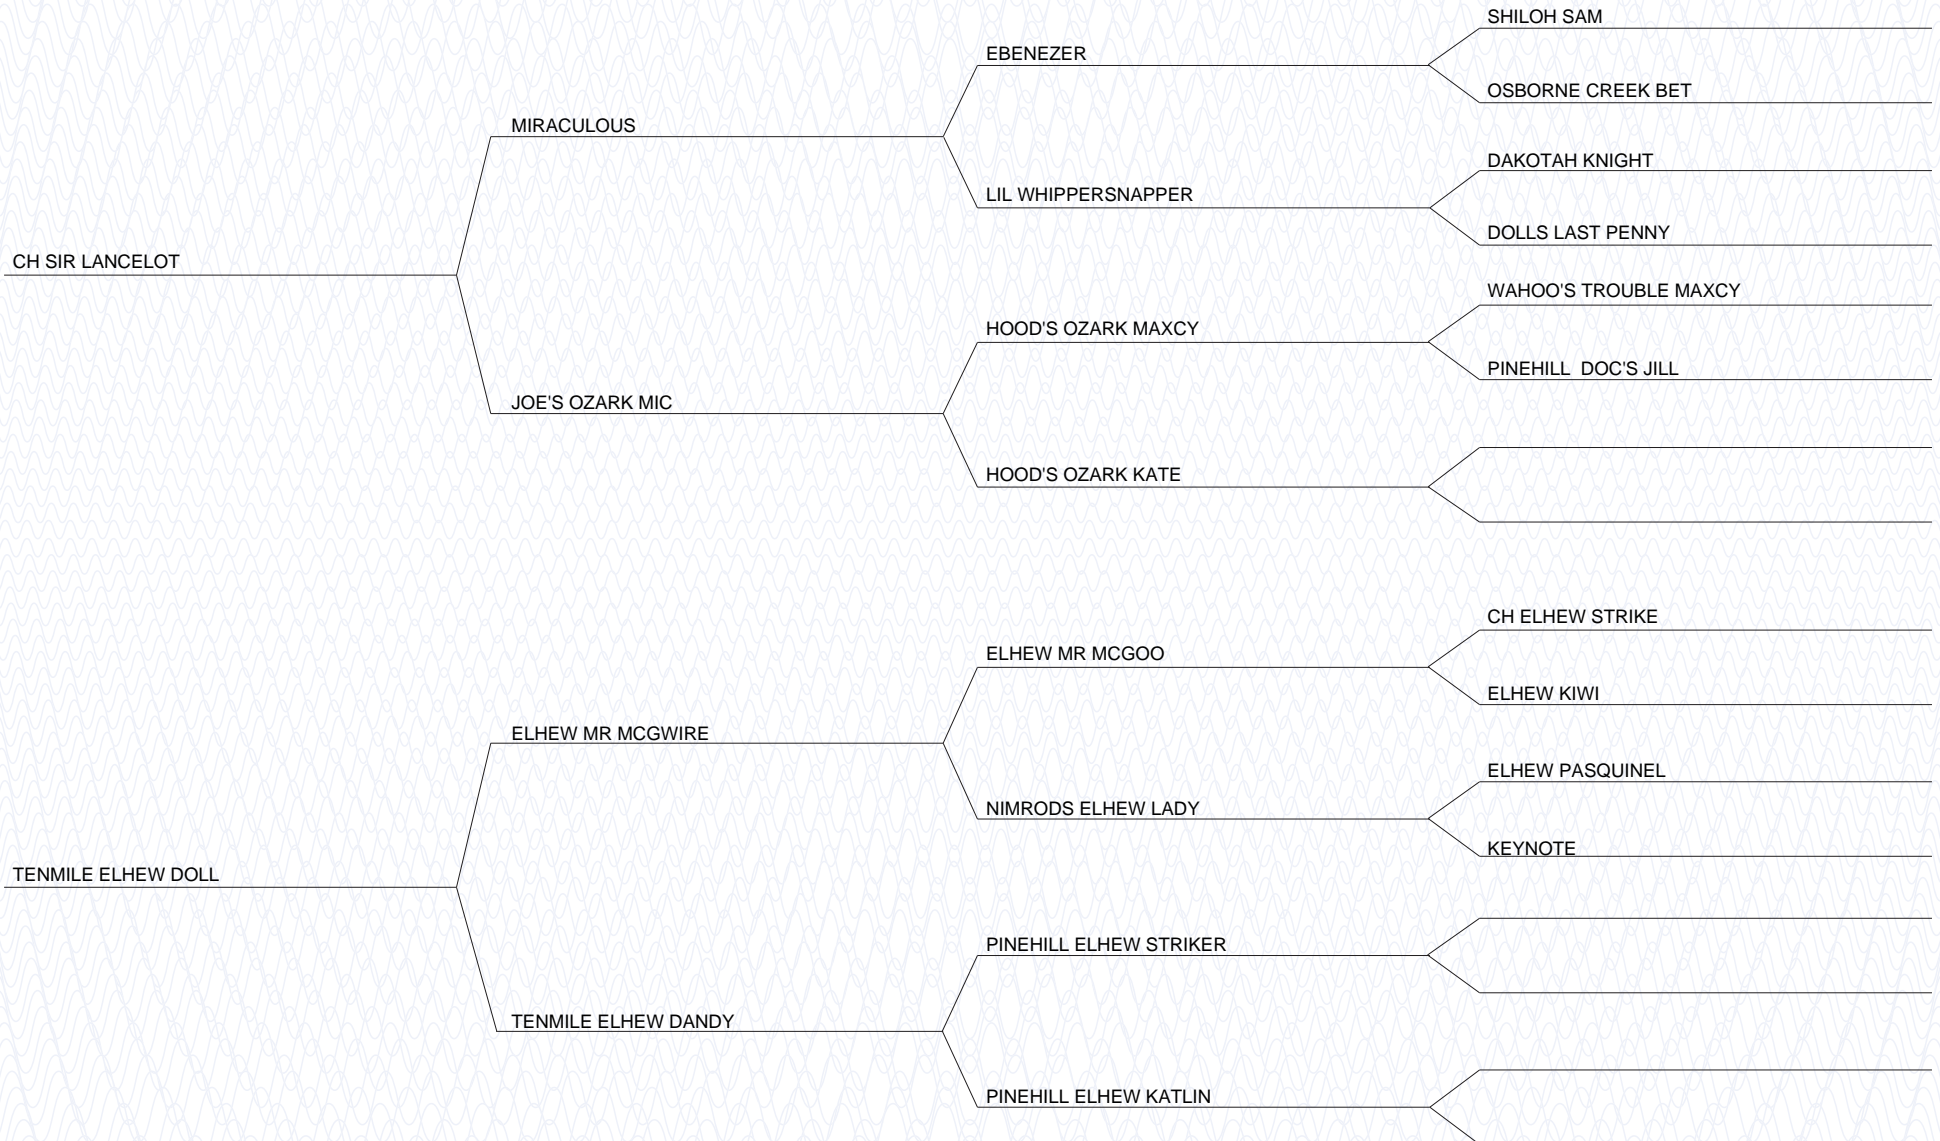 SHILOH SAM
EBENEZER
OSBORNE CREEK BET
MIRACULOUS
DAKOTAH KNIGHT
LIL WHIPPERSNAPPER
DOLLS LAST PENNY
CH SIR LANCELOT
WAHOO'S TROUBLE MAXCY
HOOD'S OZARK MAXCY
PINEHILL  DOC'S JILL
JOE'S OZARK MIC
HOOD'S OZARK KATE
CH ELHEW STRIKE
ELHEW MR MCGOO
ELHEW KIWI
ELHEW MR MCGWIRE
ELHEW PASQUINEL
NIMRODS ELHEW LADY
KEYNOTE
TENMILE ELHEW DOLL
PINEHILL ELHEW STRIKER
TENMILE ELHEW DANDY
PINEHILL ELHEW KATLIN